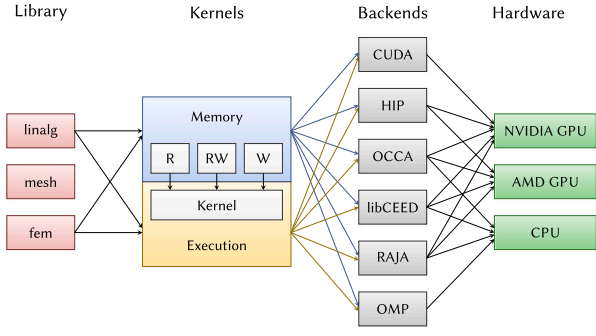 Library
Kernels
Backends
Hardware
linalg
mesh
fem
Memory
R
RW
W
Kernel
Execution
CUDA
HIP
OCCA
libCEED
RAJA
OMP
NVIDIA GPU
AMD GPU
CPU